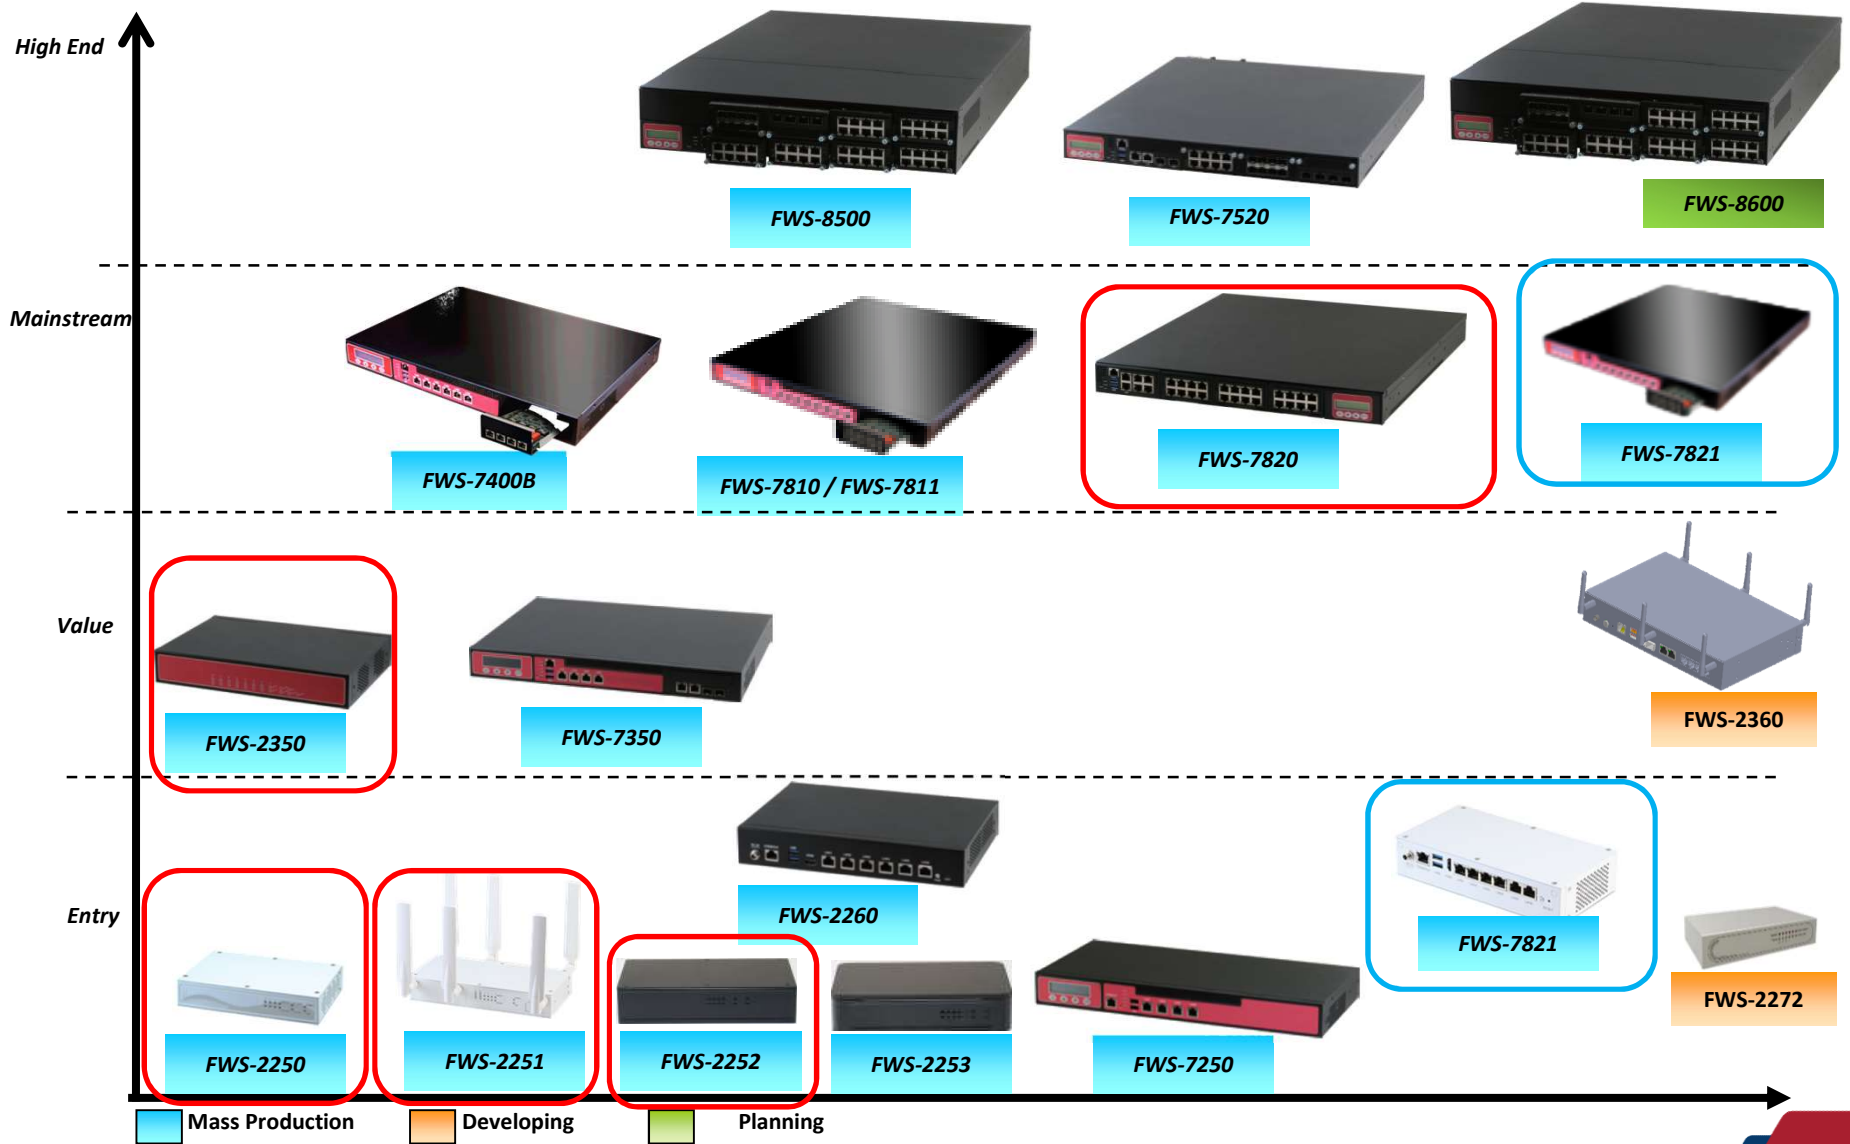 High End
FWS-8500
FWS-7520
FWS-8600
Mainstream
FWS-7400B
FWS-7810 / FWS-7811
FWS-7820
FWS-7821
Value
FWS-2350
FWS-7350
FWS-2360
Entry
FWS-2260
FWS-7821
FWS-2272
FWS-2250
FWS-2251
FWS-2252
FWS-2253
FWS-7250
Mass Production
Developing
Planning